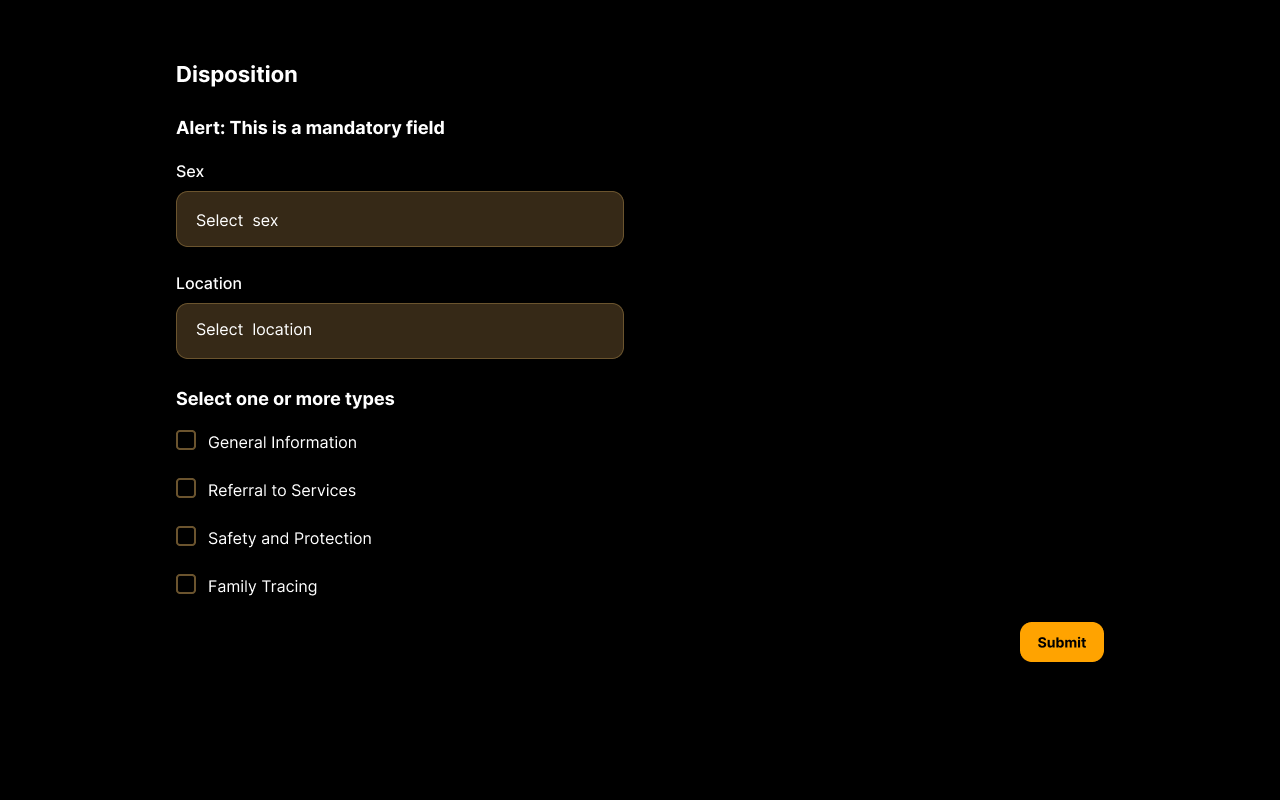 Disposition
Alert: This is a mandatory field
Sex
Select sex
Location
Select location
Select one or more types
General Information
Referral to Services
Safety and Protection
Family Tracing
Submit